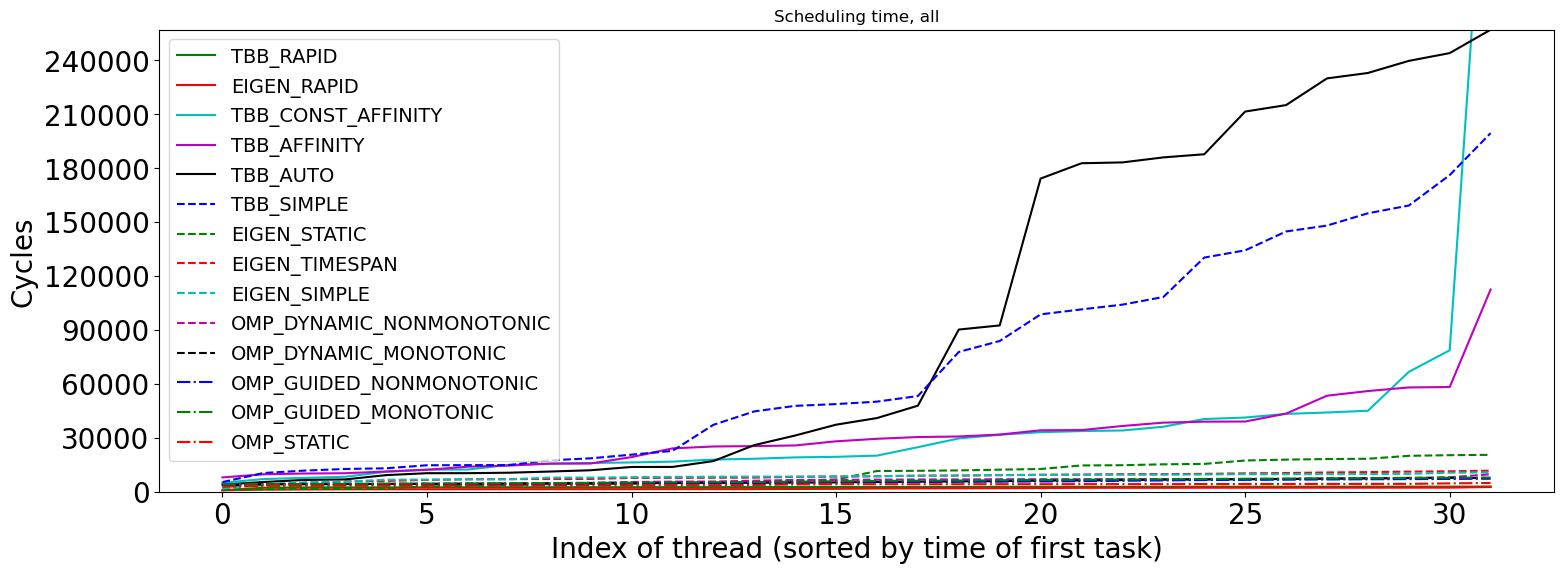 Scheduling time, all
240000
210000
180000
150000
120000
90000
60000
30000
0
Cycles
TBB_RAPID
EIGEN_RAPID
TBB_CONST_AFFINITY
TBB_AFFINITY
TBB_AUTO
TBB_SIMPLE
EIGEN_STATIC
EIGEN_TIMESPAN
EIGEN_SIMPLE
OMP_DYNAMIC_NONMONOTONIC
OMP_DYNAMIC_MONOTONIC
OMP_GUIDED_NONMONOTONIC
OMP_GUIDED_MONOTONIC
OMP_STATIC
0 5 10 15 20 25 30
Index of thread (sorted by time of first task)